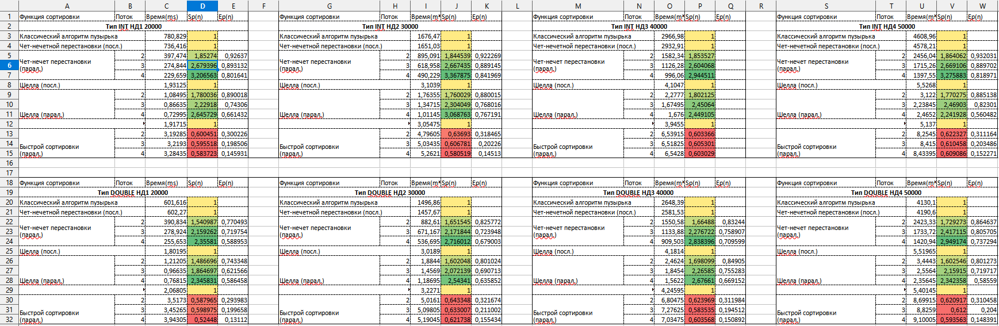 A B C D E F G H I J K L M N O P Q R S T U V W
1 Функция сортировки Поток Время(ms) Sp(n) Ep(n) Функция сортировки Поток Время(m Sp(n) Ep(n) Функция сортировки Поток Время(m Sp(n) Ep(n) Функция сортировки Поток Время(m Sp(n) Ep(n)
2 Тип INT НД1 20000 Тип INT НД2 30000 Тип INT НД3 40000 Тип INT НД4 50000
3 Классический алгоритм пузырька 780,829 1 Классический алгоритм пузырька 1676,47 1 Классический алгоритм пузырька 2966,98 1 Классический алгоритм пузырька 4608,96 1
4 Чет-нечетной перестановки (посл.) 736,416 1 Чет-нечетной перестановки (посл.) 1651,03 1 Чет-нечетной перестановки (посл.) 2932,91 1 Чет-нечетной перестановки (посл.) 4578,21 1
5 2 397,474 1,85274 0,92637 2 895,091 1,844539 0,922269 2 1582,34 1,853527 2 2456,04 1,864062 0,932031
6 Чет-нечет перестановки (парал.) 3 274,844 2,679396 0,893132 Чет-нечет перестановки (парал.) 3 618,958 2,667435 0,889145 Чет-нечет перестановки (парал.) 3 1126,28 2,604068 Чет-нечет перестановки (парал.) 3 1715,26 2,669106 0,889702
7 4 229,659 3,206563 0,801641 4 490,229 3,367875 0,841969 4 996,06 2,944511 4 1397,55 3,275883 0,818971
8 Шелла (посл.) 1,93125 1 Шелла (посл.) 3,1039 1 Шелла (посл.) 4,1047 1 Шелла (посл.) 5,5268 1
9 2 1,08495 1,780036 0,890018 2 1,76355 1,760029 0,880015 2 2,2777 1,802125 2 3,122 1,770275 0,885138
10 3 0,86635 2,22918 0,74306 3 1,34715 2,304049 0,768016 3 1,67495 2,45064 3 2,23845 2,46903 0,82301
11 Шелла (парал.) 4 0,72995 2,645729 0,661432 Шелла (парал.) 4 1,01145 3,068763 0,767191 Шелла (парал.) 4 1,676 2,449105 Шелла (парал.) 4 2,4652 2,241928 0,560482
12 1,91715 1 3,05475 1 3,9455 1 5,137 1
13 2 3,19285 0,600451 0,300226 2 4,79605 0,63693 0,318465 2 6,53915 0,603366 2 8,2545 0,622327 0,311164
14 3 3,2193 0,595518 0,198506 3 5,03435 0,606781 0,20226 3 6,51825 0,605301 3 8,415 0,610458 0,203486
15 Быстрой сортировки (парал.) 4 3,28435 0,583723 0,145931 Быстрой сортировки (парал.) 4 5,2621 0,580519 0,14513 Быстрой сортировки (парал.) 4 6,5428 0,603029 Быстрой сортировки (парал.) 4 8,43395 0,609086 0,152271
16
17
18 Функция сортировки Поток Время(ms) Sp(n) Ep(n) Функция сортировки Поток Время(m Sp(n) Ep(n) Функция сортировки Поток Время(m Sp(n) Ep(n) Функция сортировки Поток Время(m Sp(n) Ep(n)
19 Тип DOUBLE НД1 20000 Тип DOUBLE НД2 30000 Тип DOUBLE НД3 40000 Тип DOUBLE НД4 50000
20 Классический алгоритм пузырька 601,616 1 Классический алгоритм пузырька 1496,86 1 Классический алгоритм пузырька 2648,39 1 Классический алгоритм пузырька 4130,1 1
21 Чет-нечетной перестановки (посл.) 602,27 1 Чет-нечетной перестановки (посл.) 1457,67 1 Чет-нечетной перестановки (посл.) 2581,53 1 Чет-нечетной перестановки (посл.) 4190,6 1
22 2 390,834 1,540987 0,770493 2 882,61 1,651545 0,825772 2 1550,58 1,66488 0,83244 2 2423,33 1,729273 0,864637
23 Чет-нечет перестановки (парал.) 3 278,924 2,159262 0,719754 Чет-нечет перестановки (парал.) 3 671,167 2,171844 0,723948 Чет-нечет перестановки (парал.) 3 1133,88 2,276722 0,758907 Чет-нечет перестановки (парал.) 3 1733,72 2,417115 0,805705
24 4 255,653 2,35581 0,588953 4 536,695 2,716012 0,679003 4 909,503 2,838396 0,709599 4 1420,94 2,949174 0,737294
25 Шелла (посл.) 1,80195 1 Шелла (посл.) 3,0189 1 Шелла (посл.) 4,1814 1 Шелла (посл.) 5,51965 1
26 2 1,21205 1,486696 0,743348 2 1,8844 1,602048 0,801024 2 2,4624 1,698099 0,84905 2 3,4443 1,602546 0,801273
27 3 0,96635 1,864697 0,621566 3 1,4569 2,072139 0,690713 3 1,8454 2,26585 0,755283 3 2,5564 2,15915 0,719717
28 Шелла (парал.) 4 0,76815 2,345831 0,586458 Шелла (парал.) 4 1,18695 2,54341 0,635852 Шелла (парал.) 4 1,5622 2,67661 0,669152 Шелла (парал.) 4 2,35645 2,342358 0,58559
29 2,06805 1 3,2271 1 4,24595 1 5,40145 1
30 2 3,5173 0,587965 0,293983 2 5,0161 0,643348 0,321674 2 6,80475 0,623969 0,311984 2 8,69915 0,620917 0,310458
31 3 3,45265 0,598975 0,199658 3 5,09805 0,633007 0,211002 3 7,27625 0,583535 0,194512 3 8,8259 0,612 0,204
32 Быстрой сортировки (парал.) 4 3,94305 0,52448 0,13112 Быстрой сортировки (парал.) 4 5,19045 0,621738 0,155434 Быстрой сортировки (парал.) 4 7,03475 0,603568 0,150892 Быстрой сортировки (парал.) 4 9,10005 0,593563 0,148391